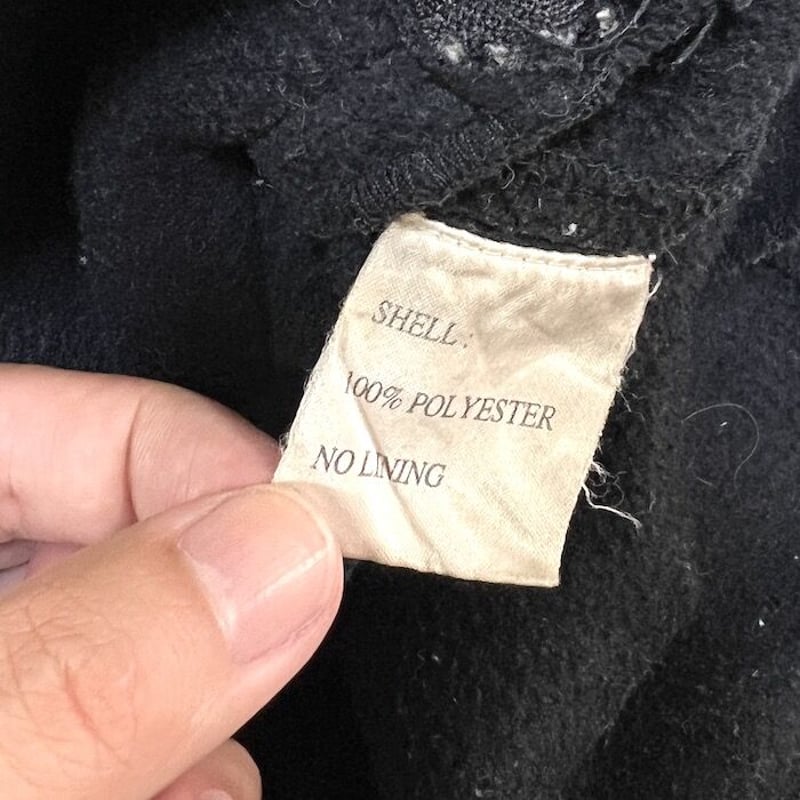 SHELL:
100% POLYESTER
NO LINING